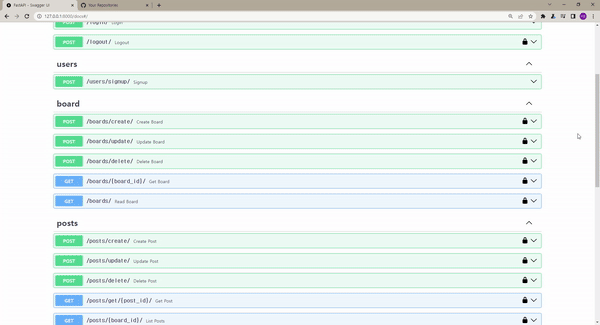 FastAPI - Swagger UI
Your Repositories
127.0.0.1:8000/docs#/
POST /login/ Login
POST /logout/ Logout
users
POST /users/signup/ Signup
board
POST /boards/create/ Create Board
POST /boards/update/ Update Board
POST /boards/delete/ Delete Board
GET /boards/{board_id}/ Get Board
GET /boards/ Read Board
posts
POST /posts/create/ Create Post
POST /posts/update/ Update Post
POST /posts/delete/ Delete Post
GET /posts/get/{post_id}/ Get Post
GET /posts/{board_id}/ List Posts